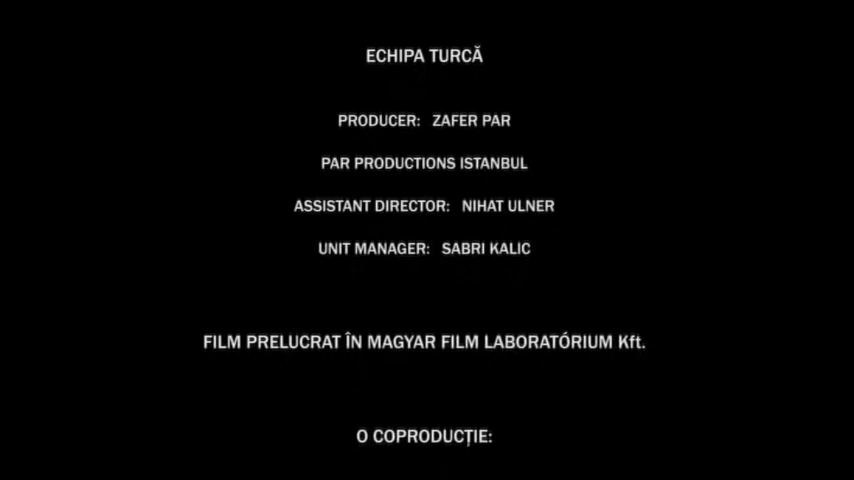 ECHIPA TURCĂ
PRODUCER: ZAFER PAR
PAR PRODUCTIONS ISTANBUL
ASSISTANT DIRECTOR: NIHAT ULNER
UNIT MANAGER: SABRI KALIC
FILM PRELUCRAT ÎN MAGYAR FILM LABORATÓRIUM Kft.
O COPRODUCȚIE: